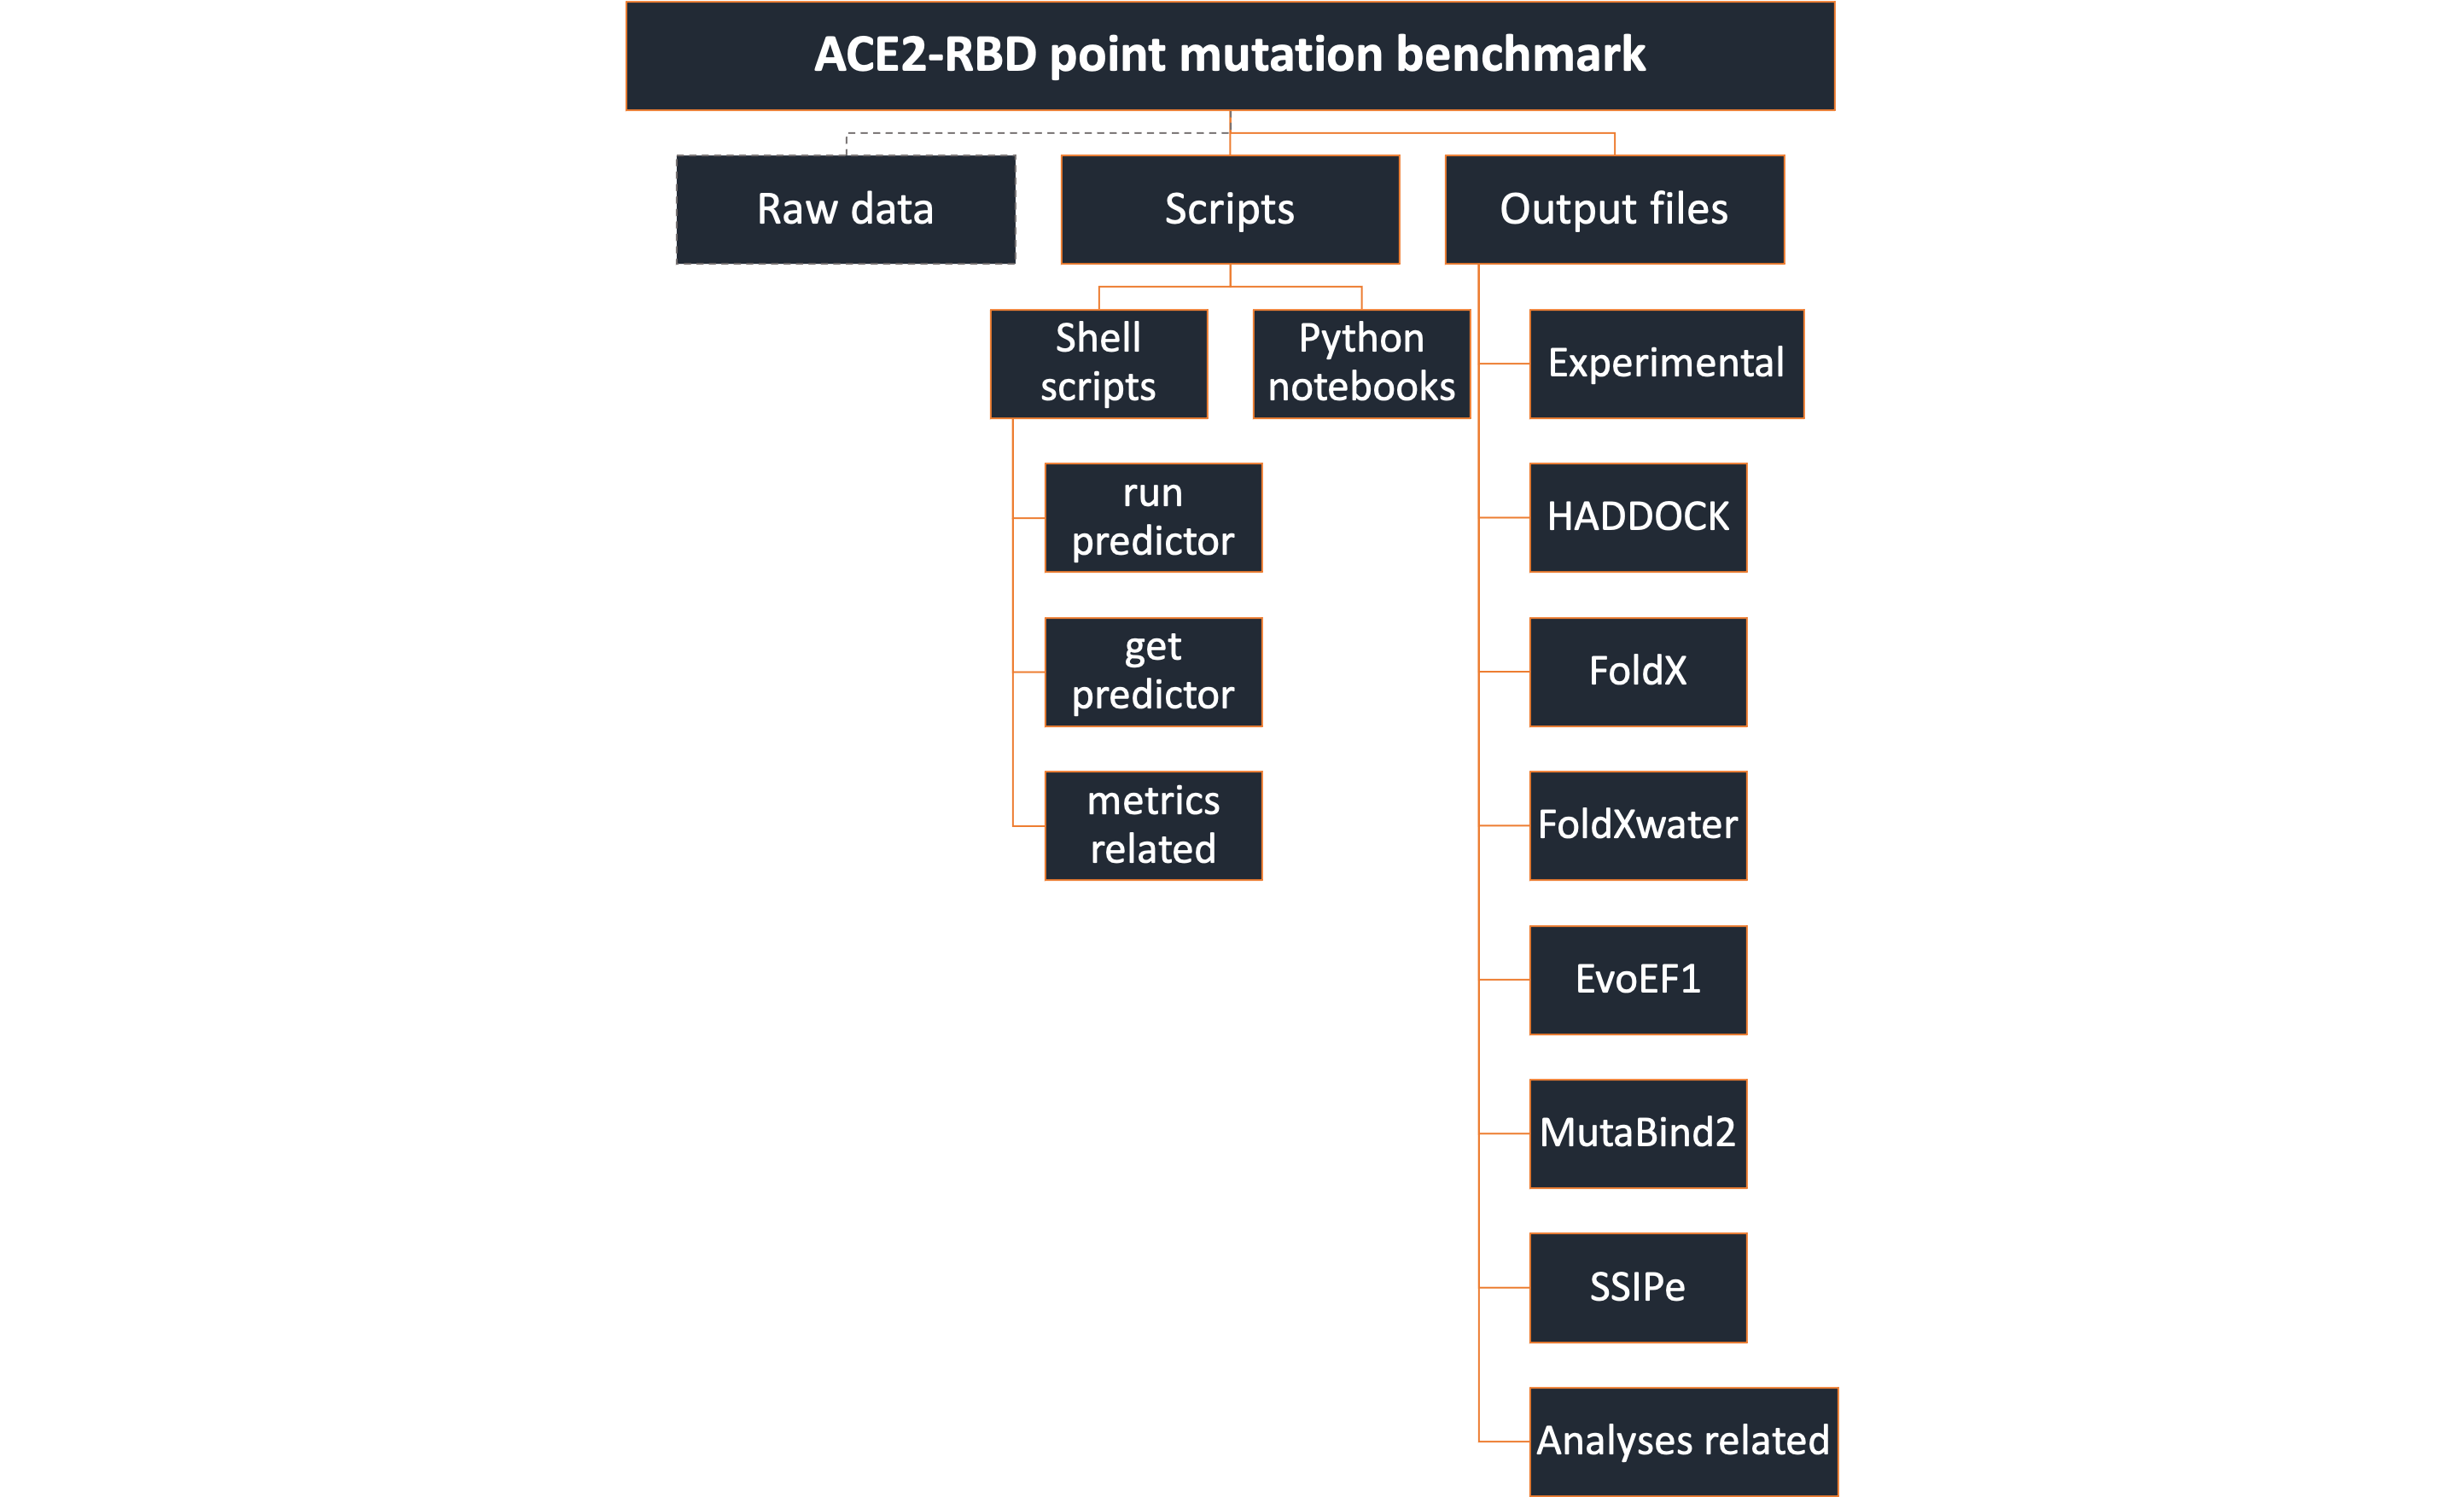 ACE2-RBD point mutation benchmark
Raw data
Scripts
Output files
Shell
scripts
Python
notebooks
run
predictor
get
predictor
metrics
related
Experimental
HADDOCK
FoldX
FoldXwater
EvoEF1
MutaBind2
SSIPe
Analyses related